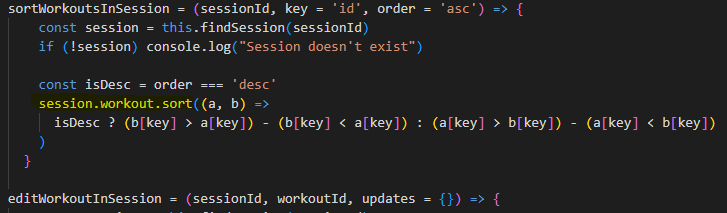 sortWorkoutsInSession = (sessionId, key = 'id', order = 'asc') => {
const session = this.findSession(sessionId)
if (!session) console.log("Session doesn't exist")
const isDesc = order === 'desc'
session.workout.sort((a, b) =>
isDesc ? (b[key] > a[key]) - (b[key] < a[key]) : (a[key] > b[key]) - (a[key] < b[key])
)
}
editWorkoutInSession = (sessionId, workoutId, updates = {}) => {